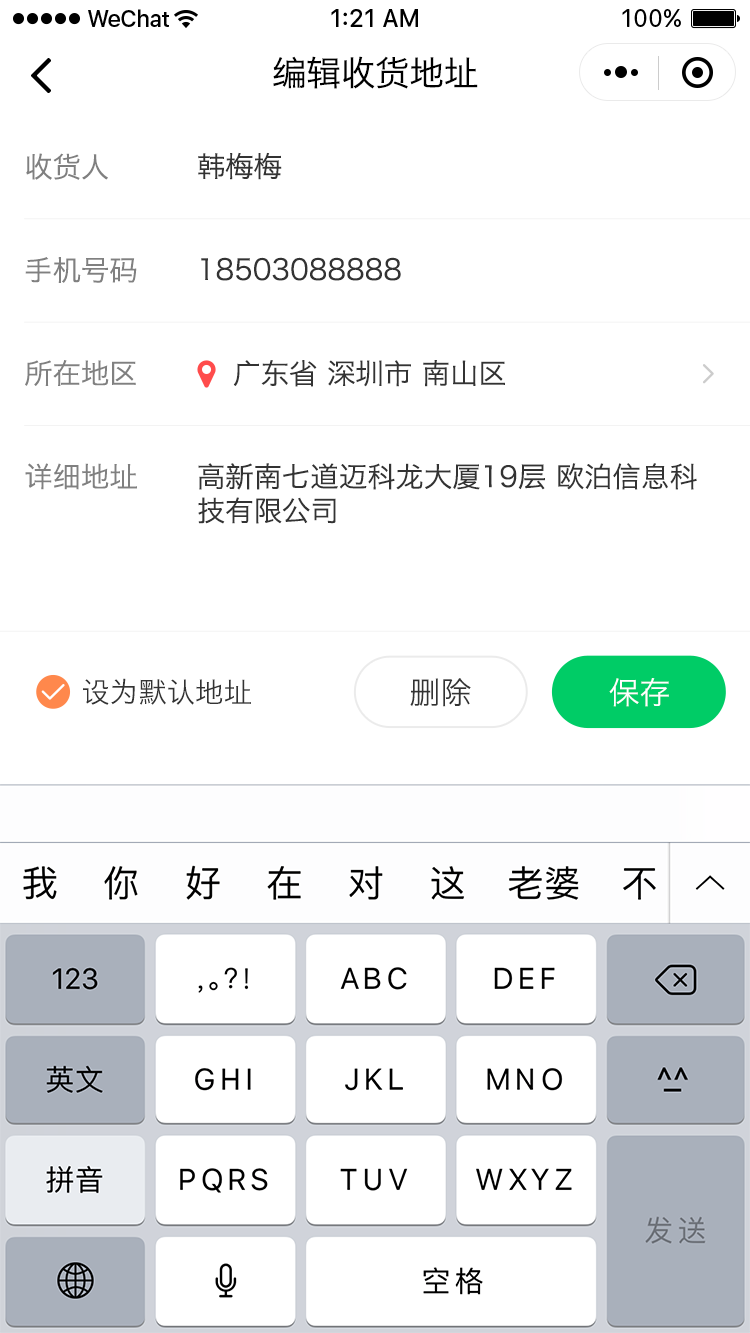 ●●●●● WeChat 1:21 AM 100%
编辑收货地址
收货人 韩梅梅
手机号码 18503088888
所在地区 广东省 深圳市 南山区
详细地址 高新南七道迈科龙大厦19层 欧泊信息科
技有限公司
设为默认地址 删除 保存
我 你 好 在 对 这 老婆 不
123 ,。?! ABC DEF
英文 GHI JKL MNO ^^
拼音 PQRS TUV WXYZ
发送
空格